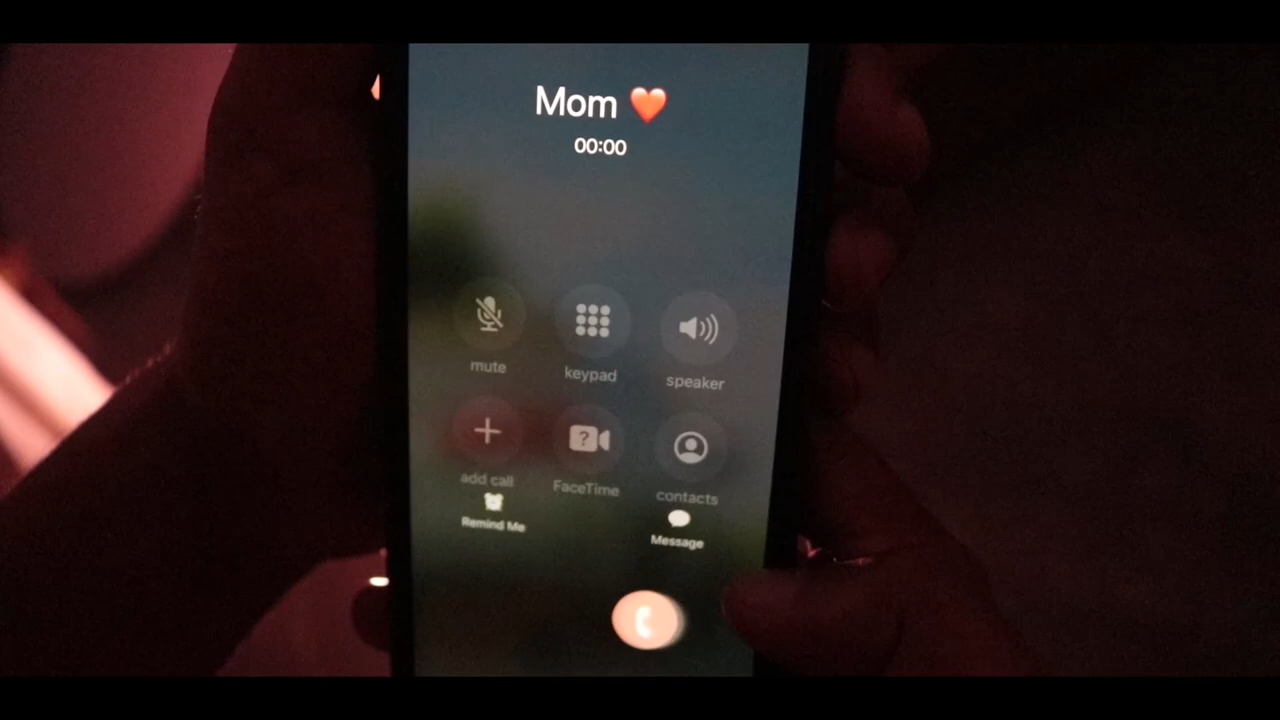 Mom ❤️
00:00
mute keypad speaker
add call FaceTime contacts
Remind Me Message